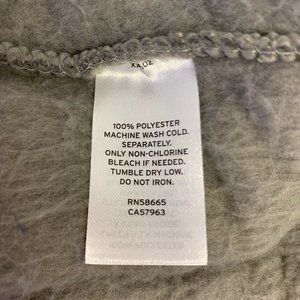 100% POLYESTER
MACHINE WASH COLD.
SEPARATELY.
ONLY NON-CHLORINE
BLEACH IF NEEDED.
TUMBLE DRY LOW.
DO NOT IRON.
RN58665
CA57963